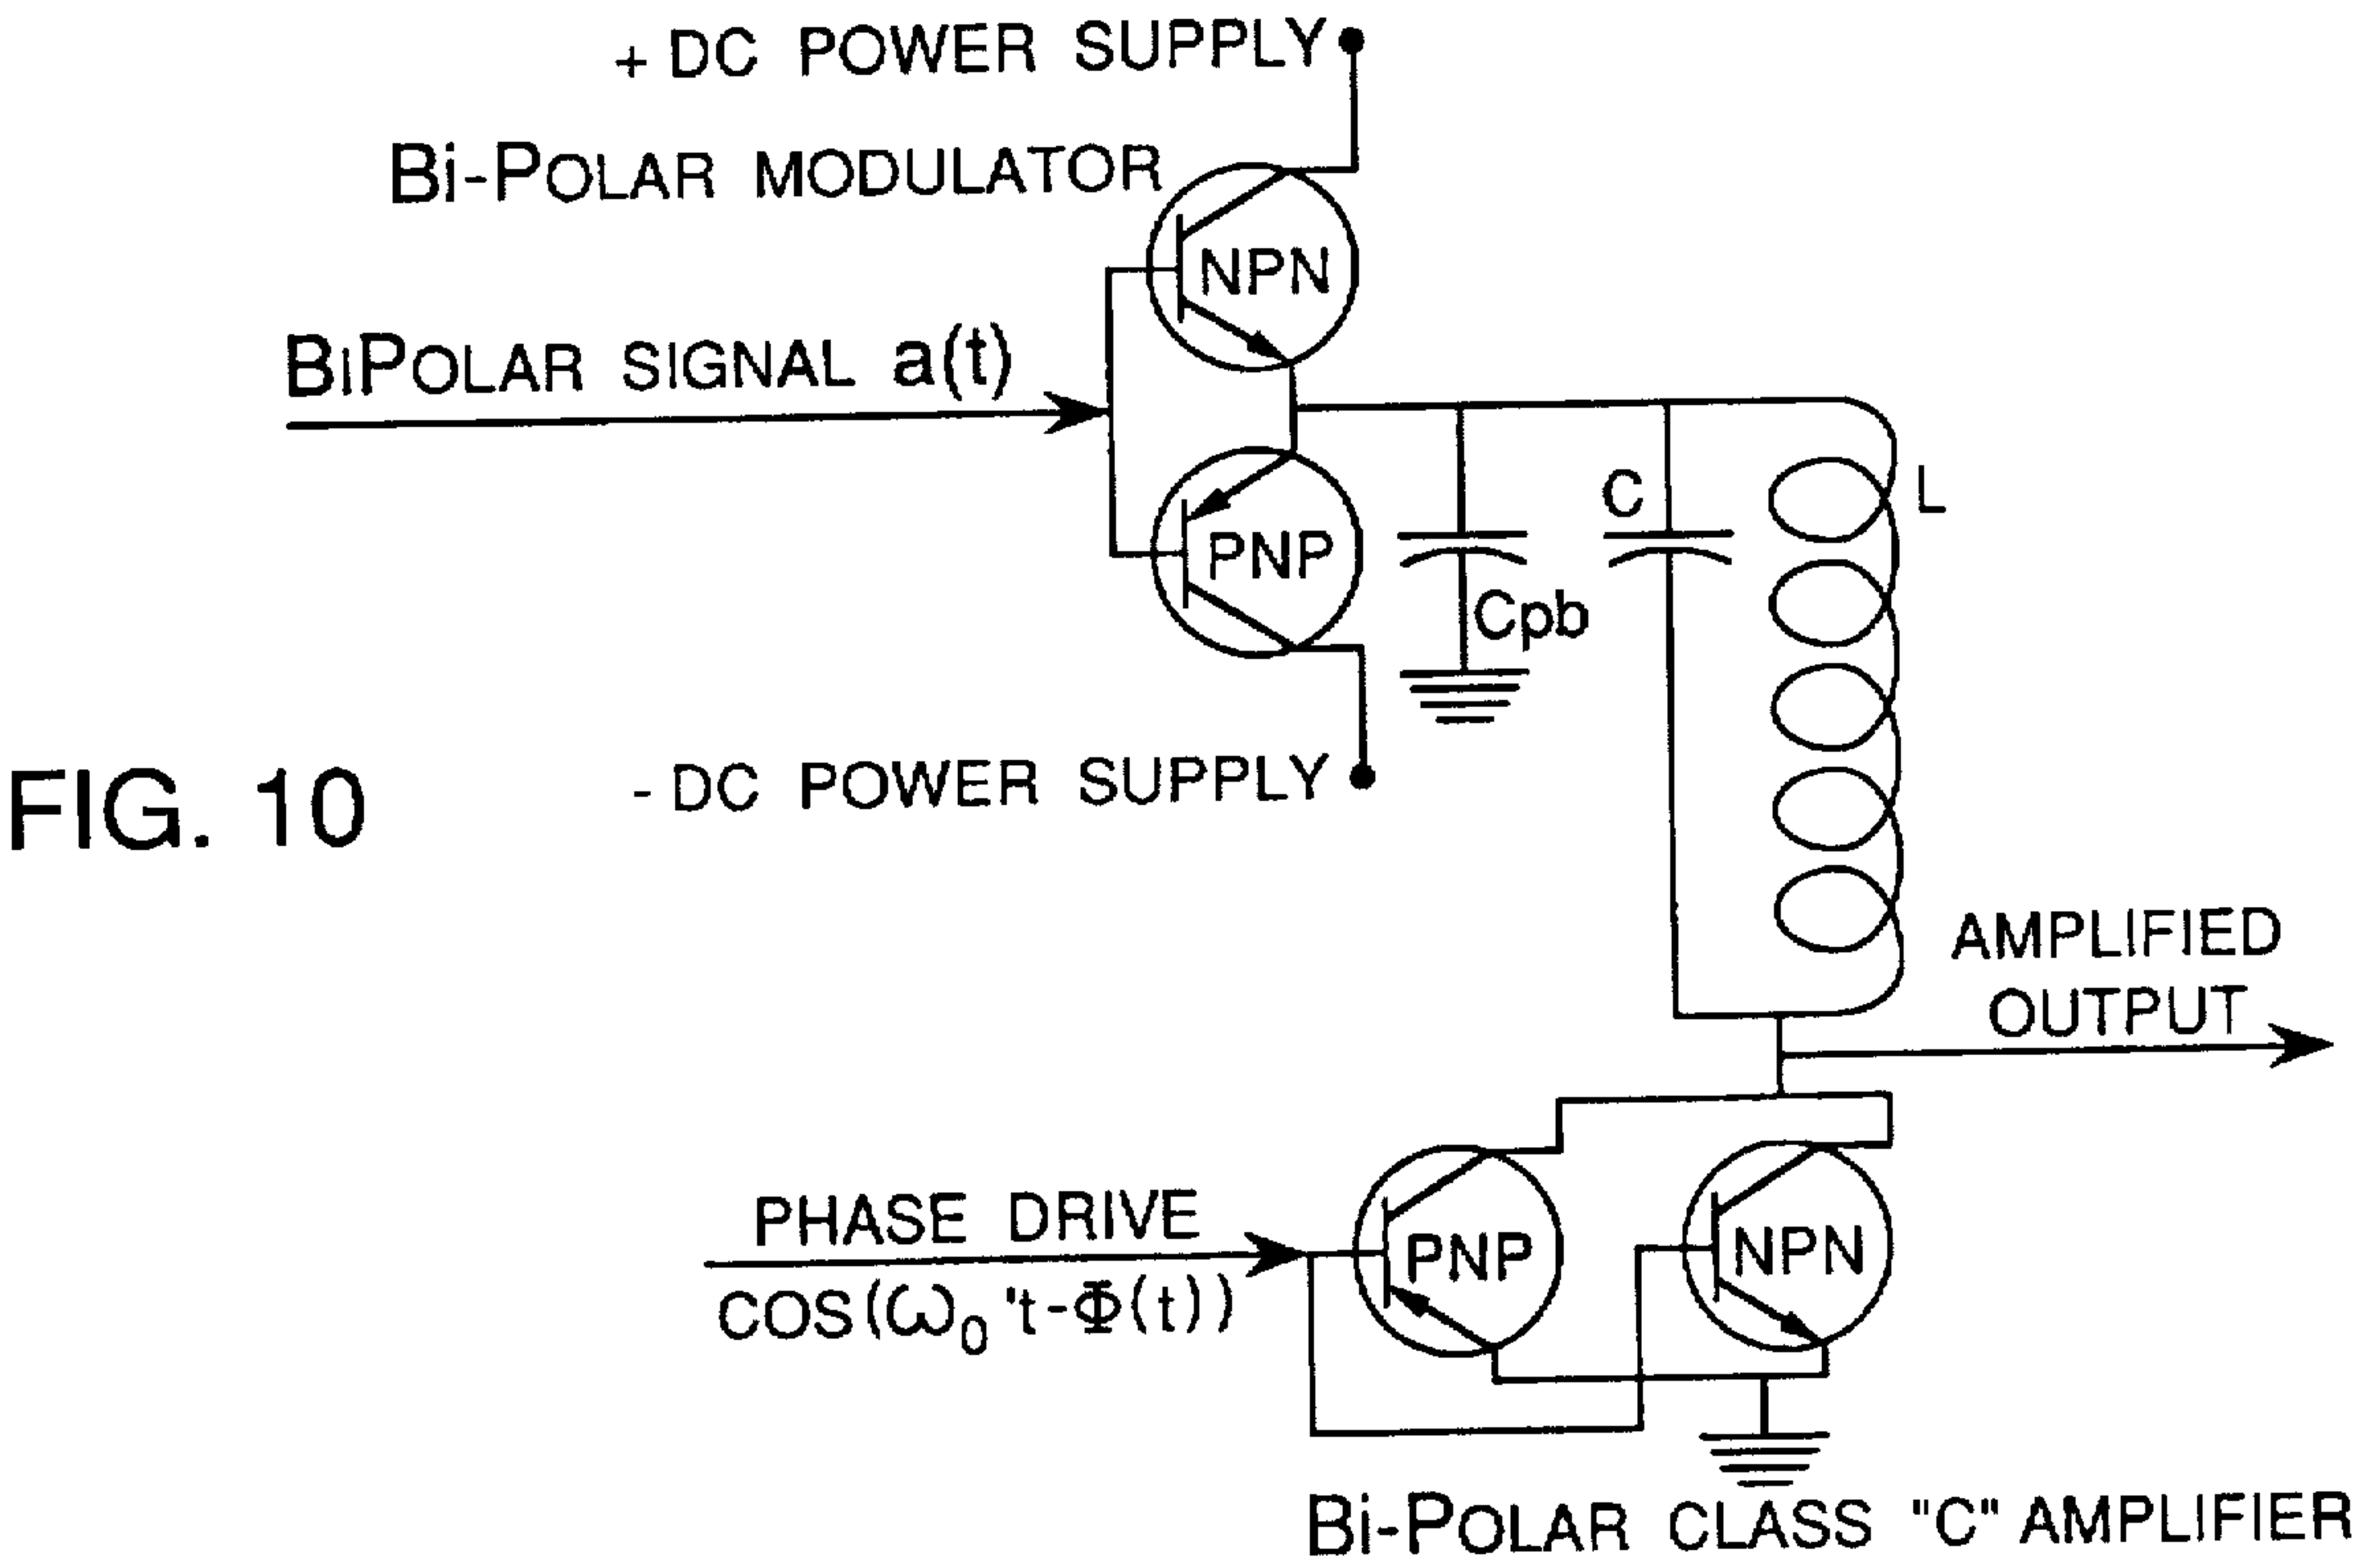 + DC POWER SUPPLY
Bi-POLAR MODULATOR
NPN
BiPOLAR SIGNAL a(t)
C
L
PNP
Cpb
- DC POWER SUPPLY
FIG. 10
AMPLIFIED
OUTPUT
PHASE DRIVE
COS(ω₀'t-Φ(t))
PNP
NPN
Bi-POLAR CLASS "C" AMPLIFIER